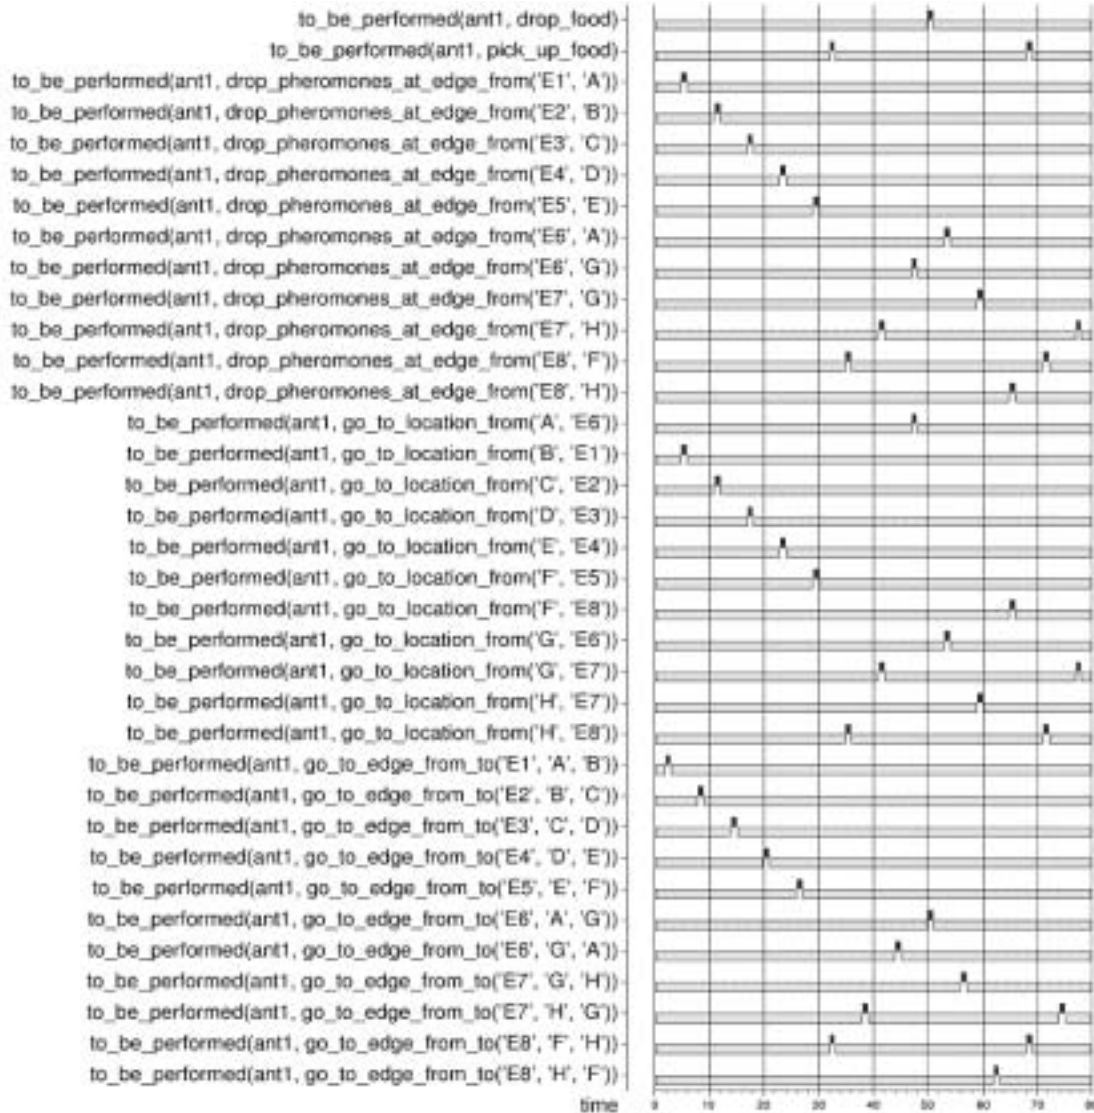 to_be_performed(ant1, drop_food)
to_be_performed(ant1, pick_up_food)
to_be_performed(ant1, drop_pheromones_at_edge_from('E1', 'A'))
to_be_performed(ant1, drop_pheromones_at_edge_from('E2', 'B'))
to_be_performed(ant1, drop_pheromones_at_edge_from('E3', 'C'))
to_be_performed(ant1, drop_pheromones_at_edge_from('E4', 'D'))
to_be_performed(ant1, drop_pheromones_at_edge_from('E5', 'E'))
to_be_performed(ant1, drop_pheromones_at_edge_from('E6', 'A'))
to_be_performed(ant1, drop_pheromones_at_edge_from('E6', 'G'))
to_be_performed(ant1, drop_pheromones_at_edge_from('E7', 'G'))
to_be_performed(ant1, drop_pheromones_at_edge_from('E7', 'H'))
to_be_performed(ant1, drop_pheromones_at_edge_from('E8', 'F'))
to_be_performed(ant1, drop_pheromones_at_edge_from('E8', 'H'))
to_be_performed(ant1, go_to_location_from('A', 'E6'))
to_be_performed(ant1, go_to_location_from('B', 'E1'))
to_be_performed(ant1, go_to_location_from('C', 'E2'))
to_be_performed(ant1, go_to_location_from('D', 'E3'))
to_be_performed(ant1, go_to_location_from('E', 'E4'))
to_be_performed(ant1, go_to_location_from('F', 'E5'))
to_be_performed(ant1, go_to_location_from('F', 'E8'))
to_be_performed(ant1, go_to_location_from('G', 'E6'))
to_be_performed(ant1, go_to_location_from('G', 'E7'))
to_be_performed(ant1, go_to_location_from('H', 'E7'))
to_be_performed(ant1, go_to_location_from('H', 'E8'))
to_be_performed(ant1, go_to_edge_from_to('E1', 'A', 'B'))
to_be_performed(ant1, go_to_edge_from_to('E2', 'B', 'C'))
to_be_performed(ant1, go_to_edge_from_to('E3', 'C', 'D'))
to_be_performed(ant1, go_to_edge_from_to('E4', 'D', 'E'))
to_be_performed(ant1, go_to_edge_from_to('E5', 'E', 'F'))
to_be_performed(ant1, go_to_edge_from_to('E6', 'A', 'G'))
to_be_performed(ant1, go_to_edge_from_to('E6', 'G', 'A'))
to_be_performed(ant1, go_to_edge_from_to('E7', 'G', 'H'))
to_be_performed(ant1, go_to_edge_from_to('E7', 'H', 'G'))
to_be_performed(ant1, go_to_edge_from_to('E8', 'F', 'H'))
to_be_performed(ant1, go_to_edge_from_to('E8', 'H', 'F'))
time 0 10 20 30 40 50 60 70 80